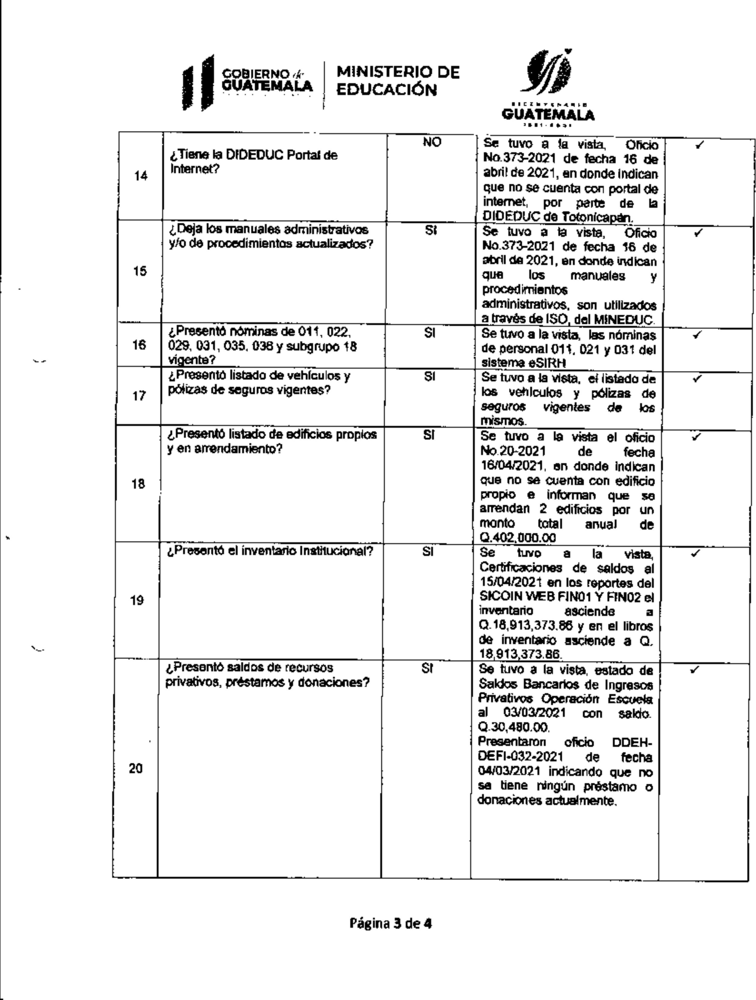 GOBIERNO de
GUATEMALA
MINISTERIO DE
EDUCACIÓN
BICENTENARIO
GUATEMALA
14
¿Tiene la DIDEDUC Portal de
Internet?
NO
Se tuvo a la vista, Oficio
No.373-2021 de fecha 16 de
abril de 2021, en donde indican
que no se cuenta con portal de
internet, por parte de la
DIDEDUC de Totonicapán.
✓
15
¿Deja los manuales administrativos
y/o de procedimientos actualizados?
SI
Se tuvo a la vista, Oficio
No.373-2021 de fecha 16 de
abril de 2021, en donde indican
que los manuales y
procedimientos
administrativos, son utilizados
a través de ISO, del MINEDUC.
✓
16
¿Presentó nóminas de 011, 022,
029, 031, 035, 036 y subgrupo 18
vigente?
SI
Se tuvo a la vista, las nóminas
de personal 011, 021 y 031 del
sistema eSIRH
✓
17
¿Presentó listado de vehículos y
pólizas de seguros vigentes?
SI
Se tuvo a la vista, el listado de
los vehículos y pólizas de
seguros vigentes de los
mismos.
✓
18
¿Presentó listado de edificios propios
y en arrendamiento?
SI
Se tuvo a la vista el oficio
No.20-2021 de fecha
16/04/2021, en donde indican
que no se cuenta con edificio
propio e informan que se
arrendan 2 edificios por un
monto total anual de
Q.402,000.00
✓
19
¿Presentó el inventario Institucional?
SI
Se tuvo a la vista,
Certificaciones de saldos al
15/04/2021 en los reportes del
SICOIN WEB FIN01 Y FIN02 el
inventario asciende a
Q.18,913,373.86 y en el libros
de inventario asciende a Q.
18,913,373.86.
✓
20
¿Presentó saldos de recursos
privativos, préstamos y donaciones?
SI
Se tuvo a la vista, estado de
Saldos Bancarios de Ingresos
Privativos Operación Escuela
al 03/03/2021 con saldo.
Q.30,480.00.
Presentaron oficio DDEH-
DEFI-032-2021 de fecha
04/03/2021 indicando que no
se tiene ningún préstamo o
donaciones actualmente.
✓
Página 3 de 4